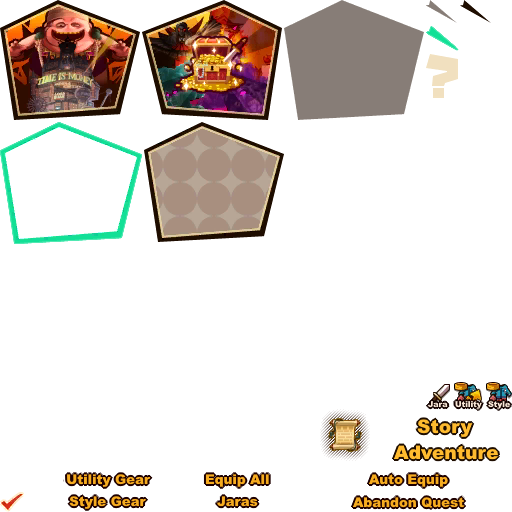 TIME IS MONEY
?
Jara Utility Style
Story
Adventure
Utility Gear
Equip All
Auto Equip
Style Gear
Jaras
Abandon Quest